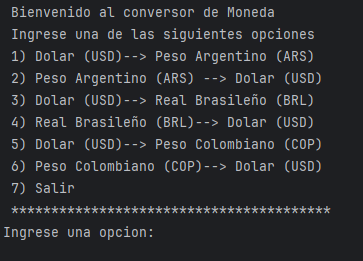 Bienvenido al conversor de Moneda
Ingrese una de las siguientes opciones
1) Dolar (USD)--> Peso Argentino (ARS)
2) Peso Argentino (ARS) --> Dolar (USD)
3) Dolar (USD)--> Real Brasileño (BRL)
4) Real Brasileño (BRL)--> Dolar (USD)
5) Dolar (USD)--> Peso Colombiano (COP)
6) Peso Colombiano (COP)--> Dolar (USD)
7) Salir
****************************************
Ingrese una opcion: